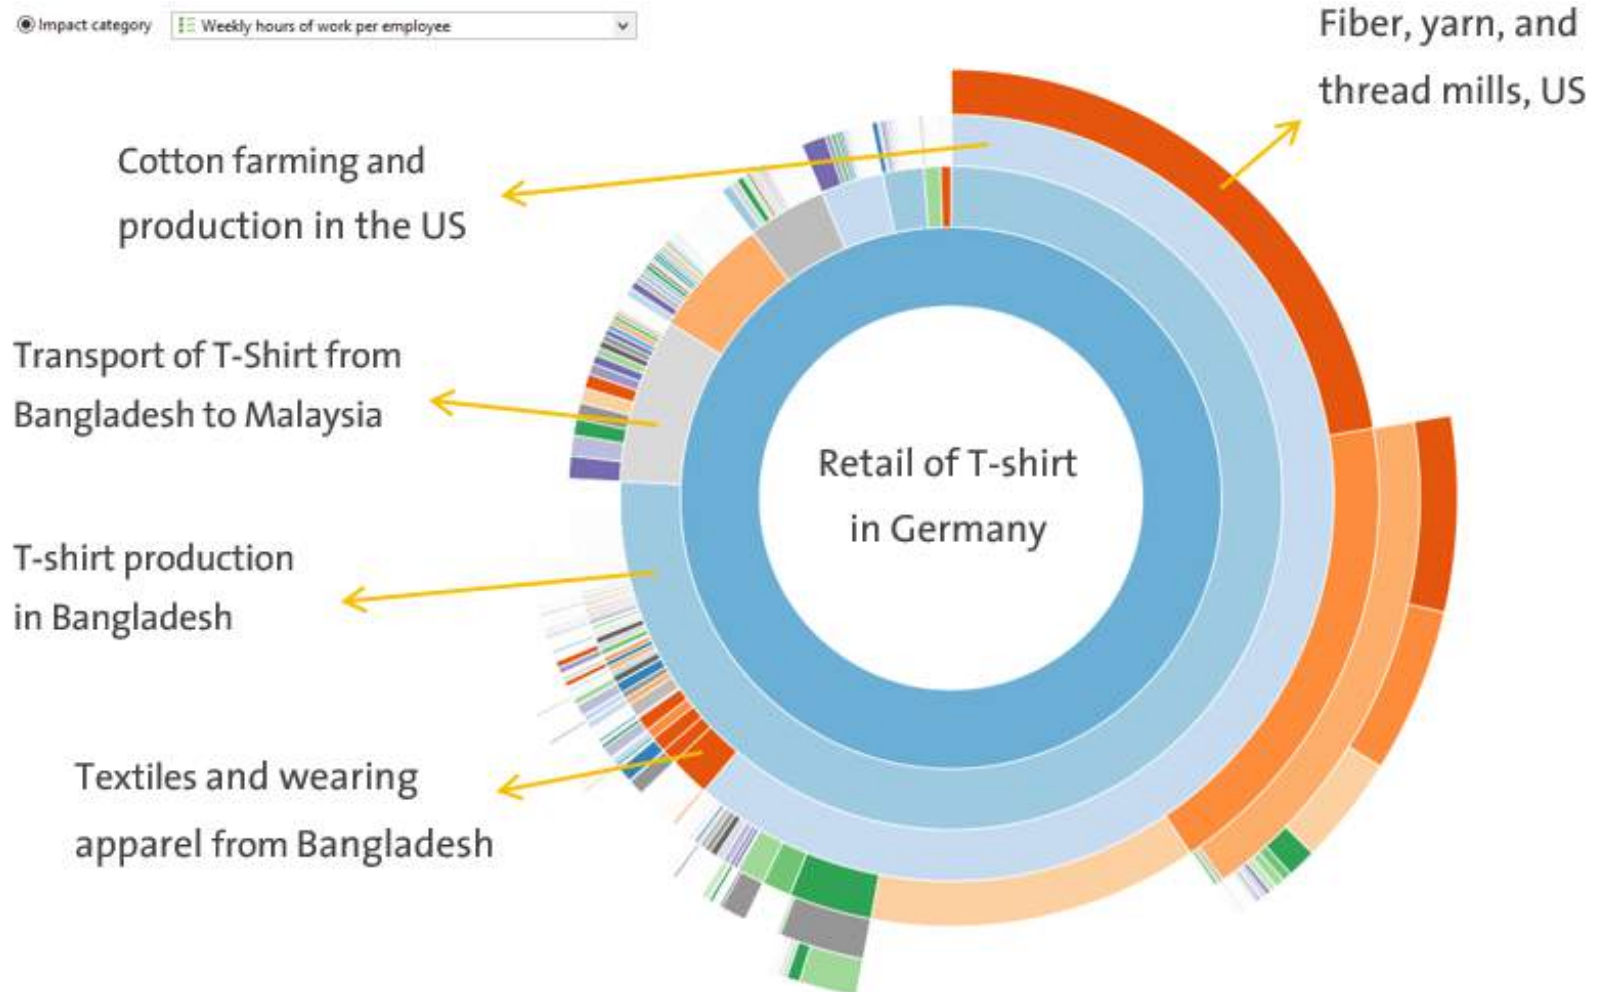 Impact category
Weekly hours of work per employee
Fiber, yarn, and
thread mills, US
Cotton farming and
production in the US
Transport of T-Shirt from
Bangladesh to Malaysia
Retail of T-shirt
in Germany
T-shirt production
in Bangladesh
Textiles and wearing
apparel from Bangladesh